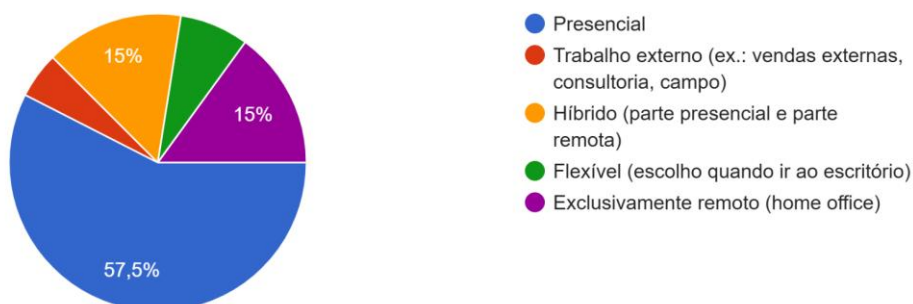 15%
15%
57,5%
Presencial
Trabalho externo (ex.: vendas externas,
consultoria, campo)
Híbrido (parte presencial e parte
remota)
Flexível (escolho quando ir ao escritório)
Exclusivamente remoto (home office)